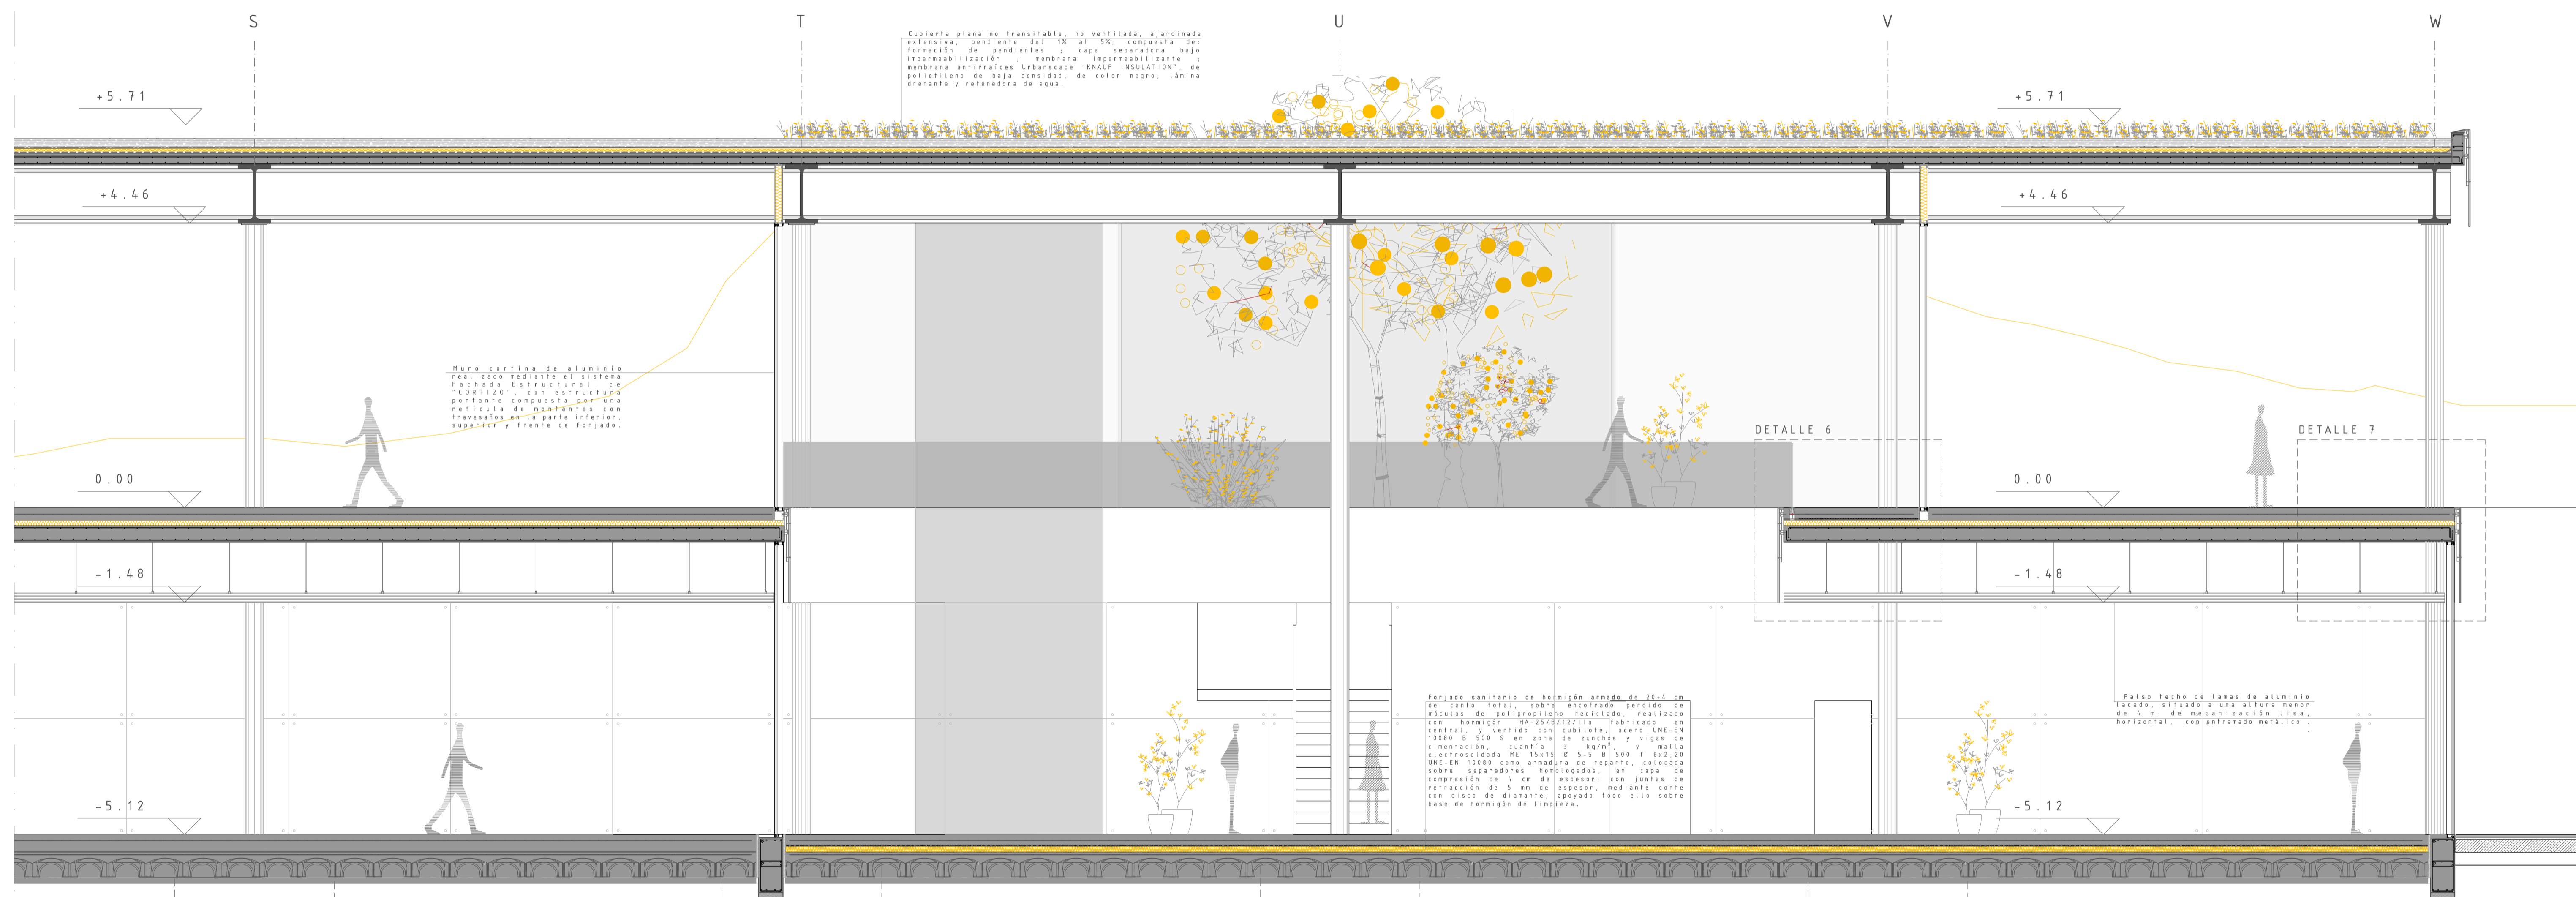 S T U V W
Cubierta plana no transitable, no ventilada, ajardinada
extensiva, pendiente del 1% al 5%, compuesta de:
formación de pendientes ; capa separadora bajo
impermeabilización ; membrana impermeabilizante ;
membrana antirraíces Urbanscape "KNAUF INSULATION", de
polietileno de baja densidad, de color negro; lámina
drenante y retenedora de agua.
+5.71
+5.71
+4.46
+4.46
Muro cortina de aluminio
realizado mediante el sistema
Fachada Estructural, de
"CORTIZO", con estructura
portante compuesta por una
retícula de montantes con
travesaños en la parte inferior,
superior y frente de forjado.
DETALLE 6
DETALLE 7
0.00
0.00
-1.48
-1.48
Forjado sanitario de hormigón armado de 20+4 cm
de canto total, sobre encofrado perdido de
módulos de polipropileno reciclado, realizado
con hormigón HA-25/B/12/IIa fabricado en
central, y vertido con cubilote, acero UNE-EN
10080 B 500 S en zona de zunchos y vigas de
cimentación, cuantía 3 kg/m², y malla
electrosoldada ME 15x15 Ø 5-5 B 500 T 6x2,20
UNE-EN 10080 como armadura de reparto, colocada
sobre separadores homologados, en capa de
compresión de 4 cm de espesor; con juntas de
retracción de 5 mm de espesor, mediante corte
con disco de diamante; apoyado todo ello sobre
base de hormigón de limpieza.
Falso techo de lamas de aluminio
lacado, situado a una altura menor
de 4 m, de mecanización lisa,
horizontal, con entramado metálico
.
-5.12
-5.12